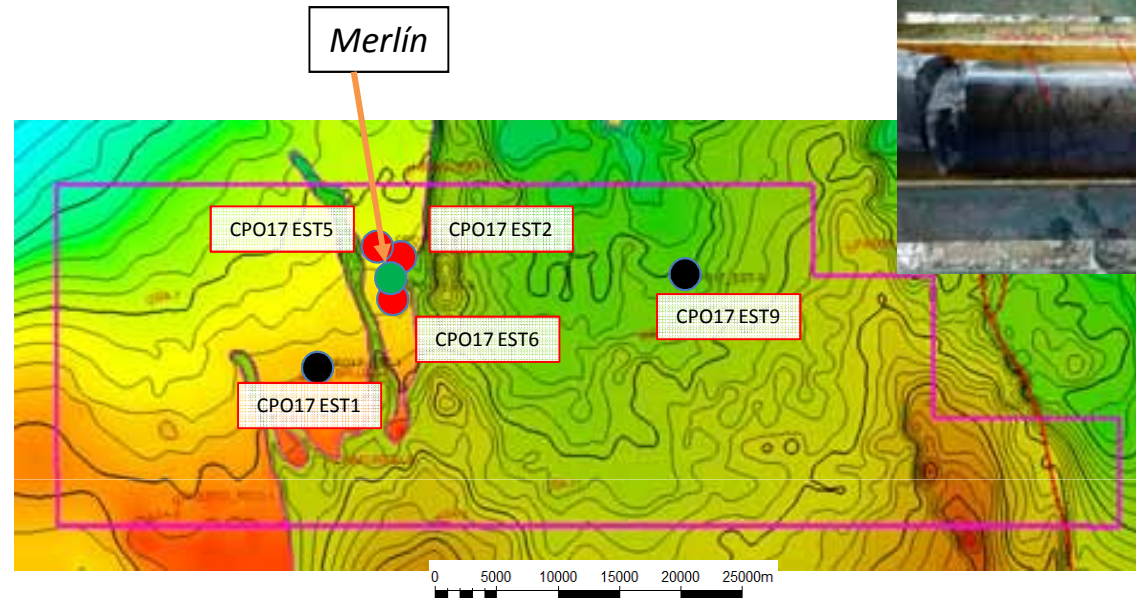 Merlín
CPO17 EST5
CPO17 EST2
CPO17 EST9
CPO17 EST6
CPO17 EST1
0 5000 10000 15000 20000 25000m